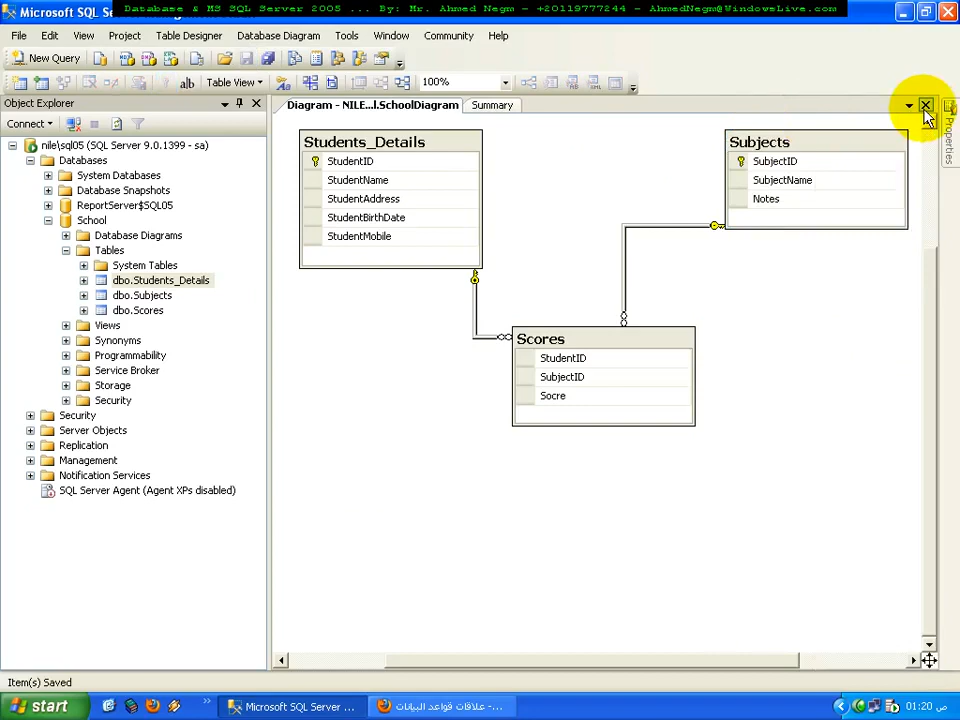 Microsoft SQL Se
Database & MS SQL Server 2005 ... By: Mr. Ahmed Negm - +20119777244 - AhmedNegm@WindowsLive.com
File Edit View Project Table Designer Database Diagram Tools Window Community Help
New Query
Table View 100%
Object Explorer
Diagram - NILE...l.SchoolDiagram Summary
Connect
Properties
nile\sql05 (SQL Server 9.0.1399 - sa)
Databases
System Databases
Database Snapshots
ReportServer$SQL05
School
Database Diagrams
Tables
System Tables
dbo.Students_Details
dbo.Subjects
dbo.Scores
Views
Synonyms
Programmability
Service Broker
Storage
Security
Security
Server Objects
Replication
Management
Notification Services
SQL Server Agent (Agent XPs disabled)
Students_Details
StudentID
StudentName
StudentAddress
StudentBirthDate
StudentMobile
Subjects
SubjectID
SubjectName
Notes
Scores
StudentID
SubjectID
Socre
Item(s) Saved
start
Microsoft SQL Server ...
علاقات قواعد البيانات - ...
01:20 ص